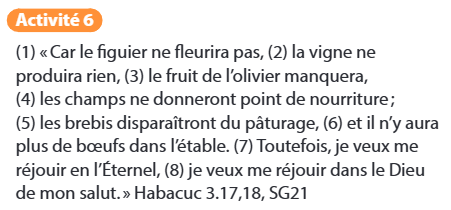 Activité 6
(1) « Car le figuier ne fleurira pas, (2) la vigne ne
produira rien, (3) le fruit de l’olivier manquera,
(4) les champs ne donneront point de nourriture ;
(5) les brebis disparaîtront du pâturage, (6) et il n’y aura
plus de bœufs dans l’étable. (7) Toutefois, je veux me
réjouir en l’Éternel, (8) je veux me réjouir dans le Dieu
de mon salut. » Habacuc 3.17,18, SG21